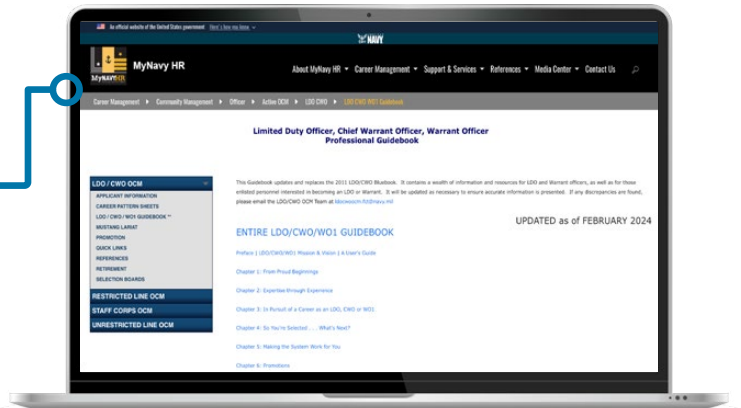 An official website of the United States government Here's how you know
NAVY
MyNavyHR
MyNavy HR
About MyNavy HR Career Management Support & Services References Media Center Contact Us
Career Management Community Management Officer Active OCM LDO CWO LDO CWO WO1 Guidebook
Limited Duty Officer, Chief Warrant Officer, Warrant Officer
Professional Guidebook
LDO / CWO OCM
APPLICANT INFORMATION
CAREER PATTERN SHEETS
LDO / CWO / WO1 GUIDEBOOK
MUSTANG LARIAT
PROMOTION
QUICK LINKS
REFERENCES
RETIREMENT
SELECTION BOARDS
RESTRICTED LINE OCM
STAFF CORPS OCM
UNRESTRICTED LINE OCM
This Guidebook updates and replaces the 2011 LDO/CWO Bluebook. It contains a wealth of information and resources for LDO and Warrant officers, as well as for those
enlisted personnel interested in becoming an LDO or Warrant. It will be updated as necessary to ensure accurate information is presented. If any discrepancies are found,
please email the LDO/CWO OCM Team at
UPDATED as of FEBRUARY 2024
ENTIRE LDO/CWO/WO1 GUIDEBOOK
Preface | LDO/CWO/WO1 Mission & Vision | A User's Guide
Chapter 1: From Proud Beginnings
Chapter 2: Expertise through Experience
Chapter 3: In Pursuit of a Career as an LDO, CWO or WO1
Chapter 4: So You're Selected . . . What's Next?
Chapter 5: Making the System Work for You
Chapter 6: Promotions